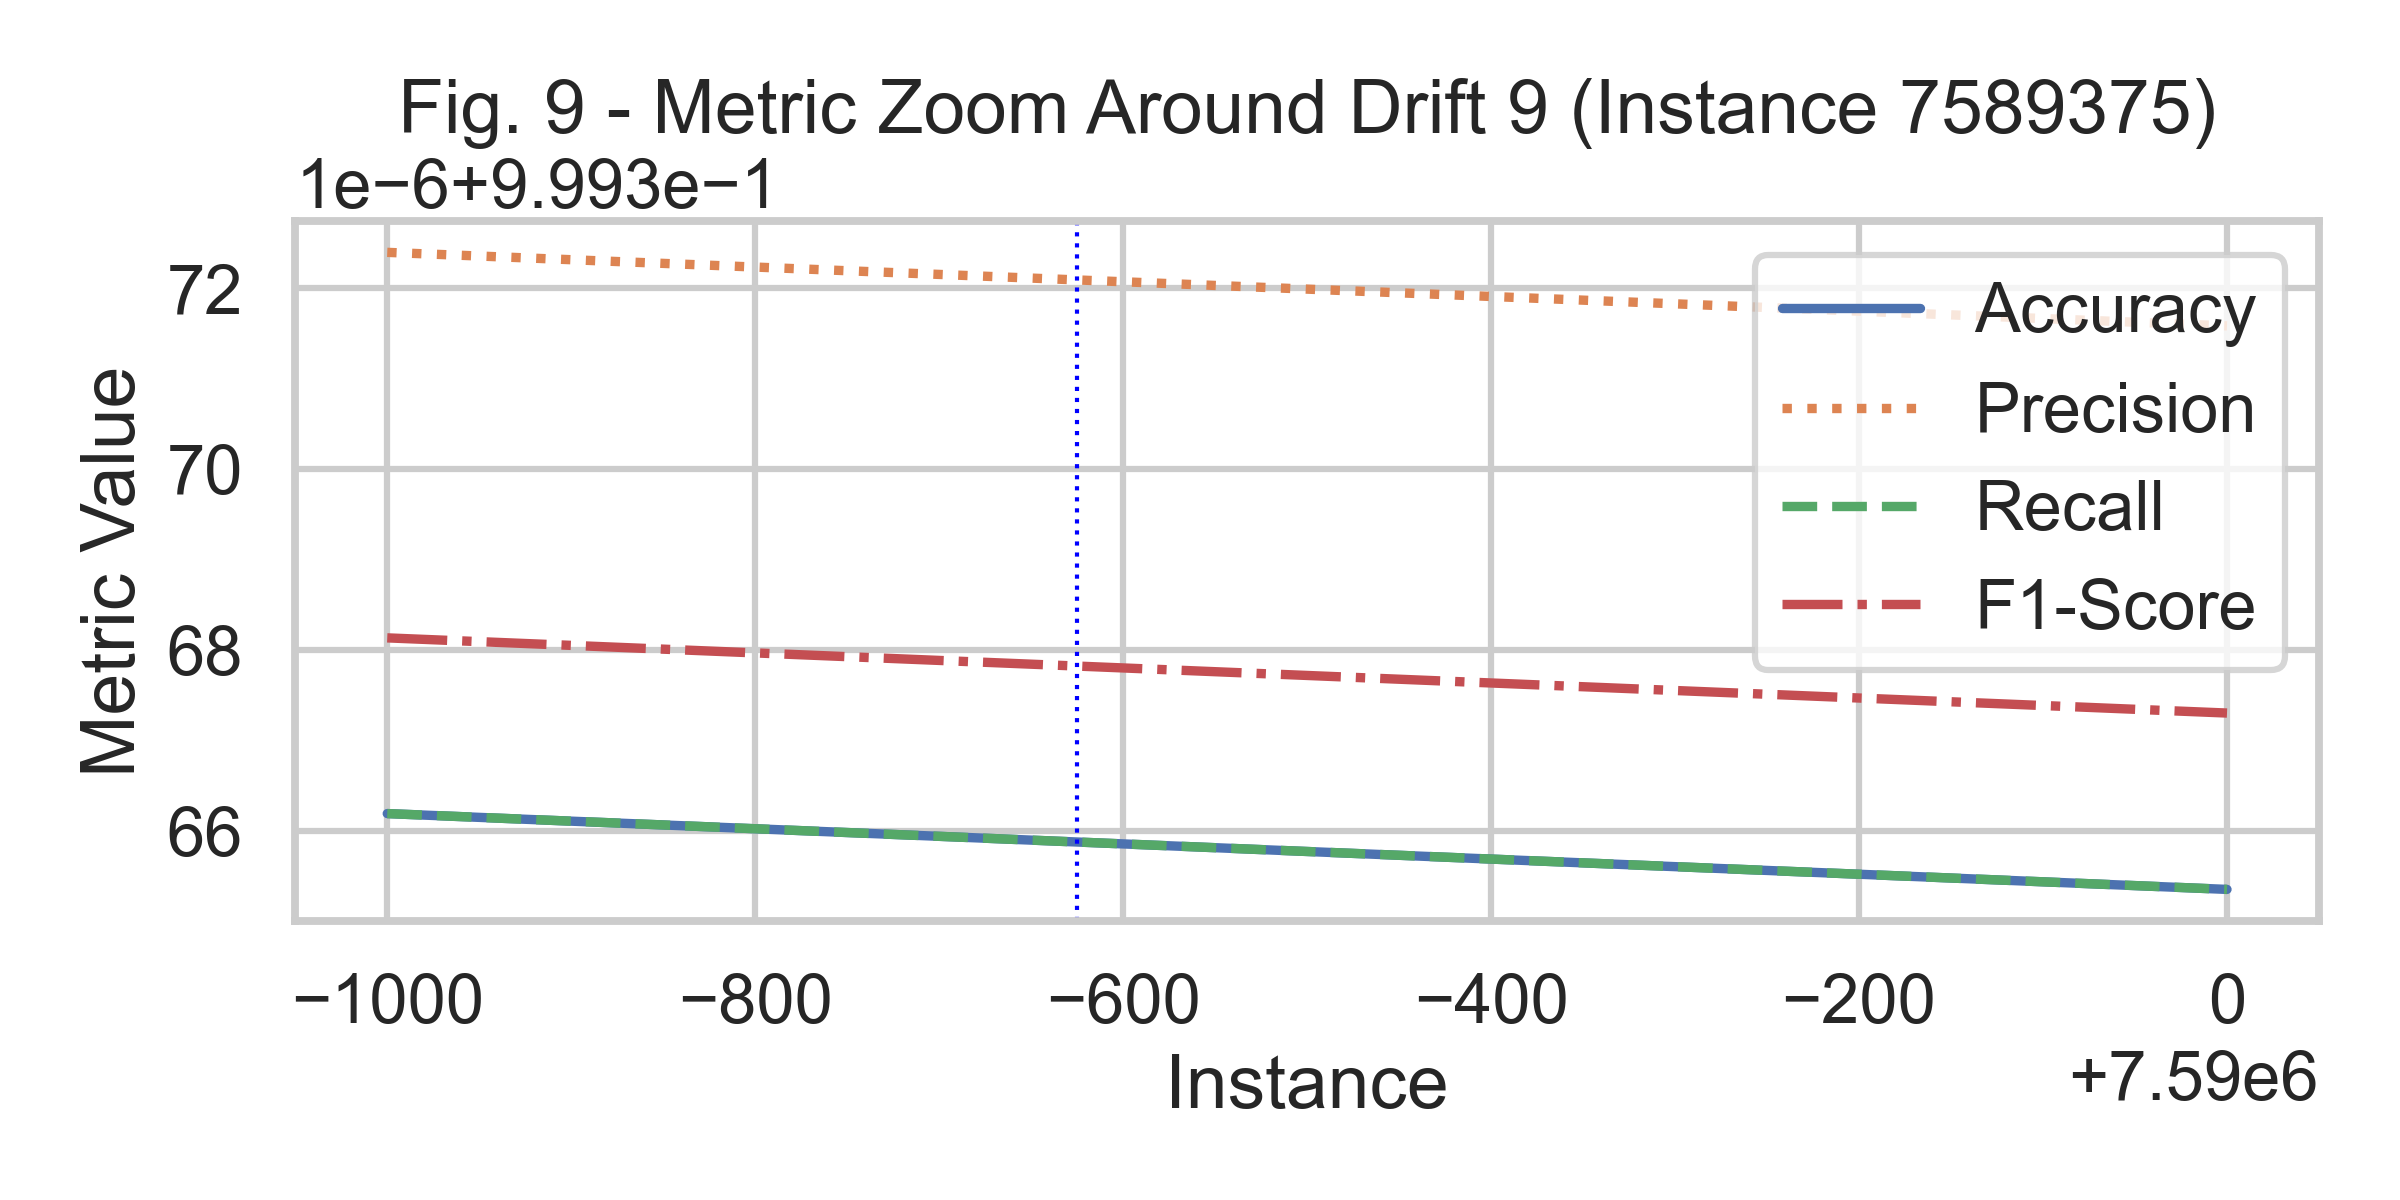 Fig. 9 - Metric Zoom Around Drift 9 (Instance 7589375)
1e−6+9.993e−1
72
70
68
66
Metric Value
Accuracy
Precision
Recall
F1-Score
−1000 −800 −600 −400 −200 0
Instance
+7.59e6